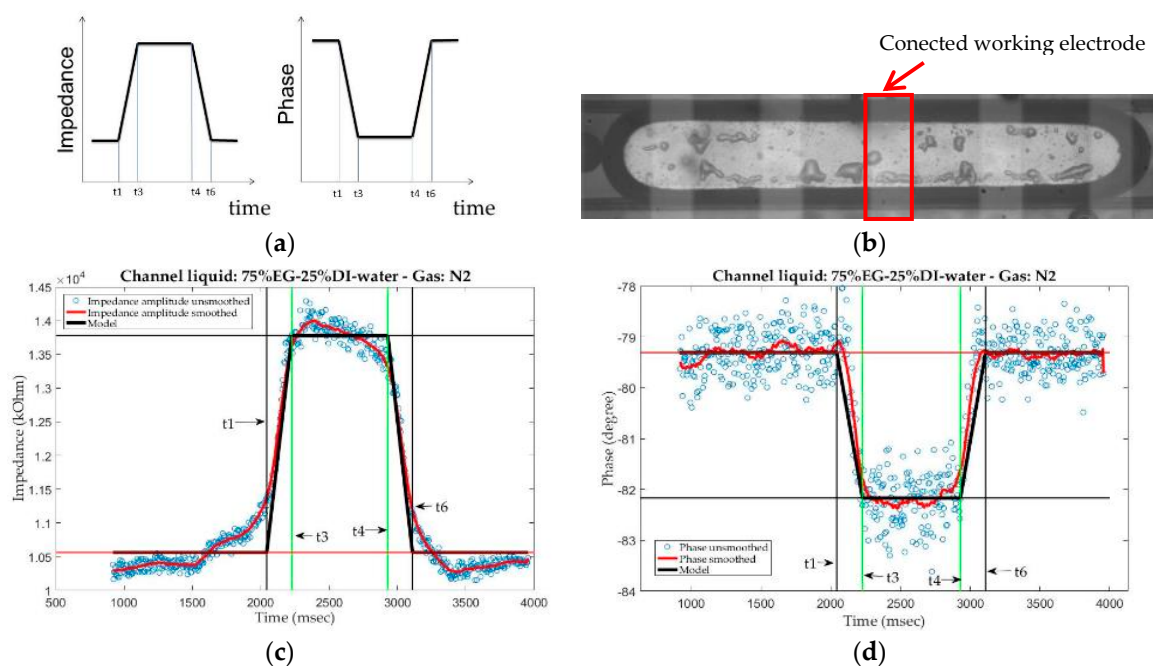 Impedance
t1 t3 t4 t6
time
Phase
t1 t3 t4 t6
time
(a)
Conected working electrode
(b)
Channel liquid: 75%EG-25%DI-water - Gas: N2
×10⁴
Impedance amplitude unsmoothed
Impedance amplitude smoothed
Model
Impedance (kOhm)
1.45
1.4
1.35
1.3
1.25
1.2
1.15
1.1
1.05
1
t1
t3
t4
t6
500 1000 1500 2000 2500 3000 3500 4000
Time (msec)
(c)
Channel liquid: 75%EG-25%DI-water - Gas: N2
Phase (degree)
-78
-79
-80
-81
-82
-83
-84
Phase unsmoothed
Phase smoothed
Model
t1
t3
t4
t6
1000 1500 2000 2500 3000 3500 4000
Time (msec)
(d)